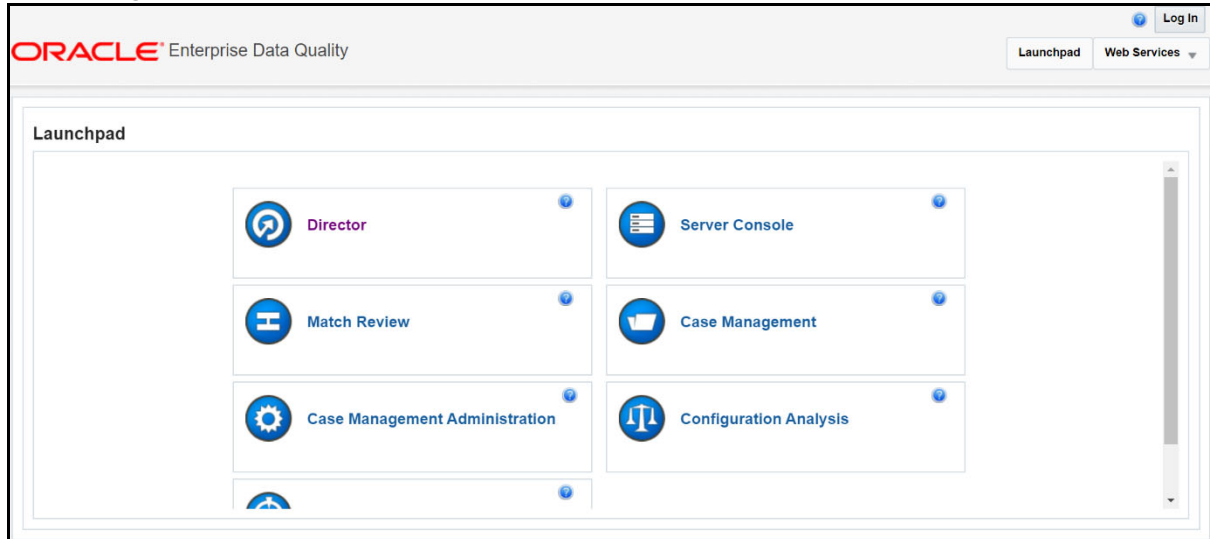 Log In
ORACLE® Enterprise Data Quality
Launchpad Web Services
Launchpad
Director Server Console
Match Review Case Management
Case Management Administration Configuration Analysis